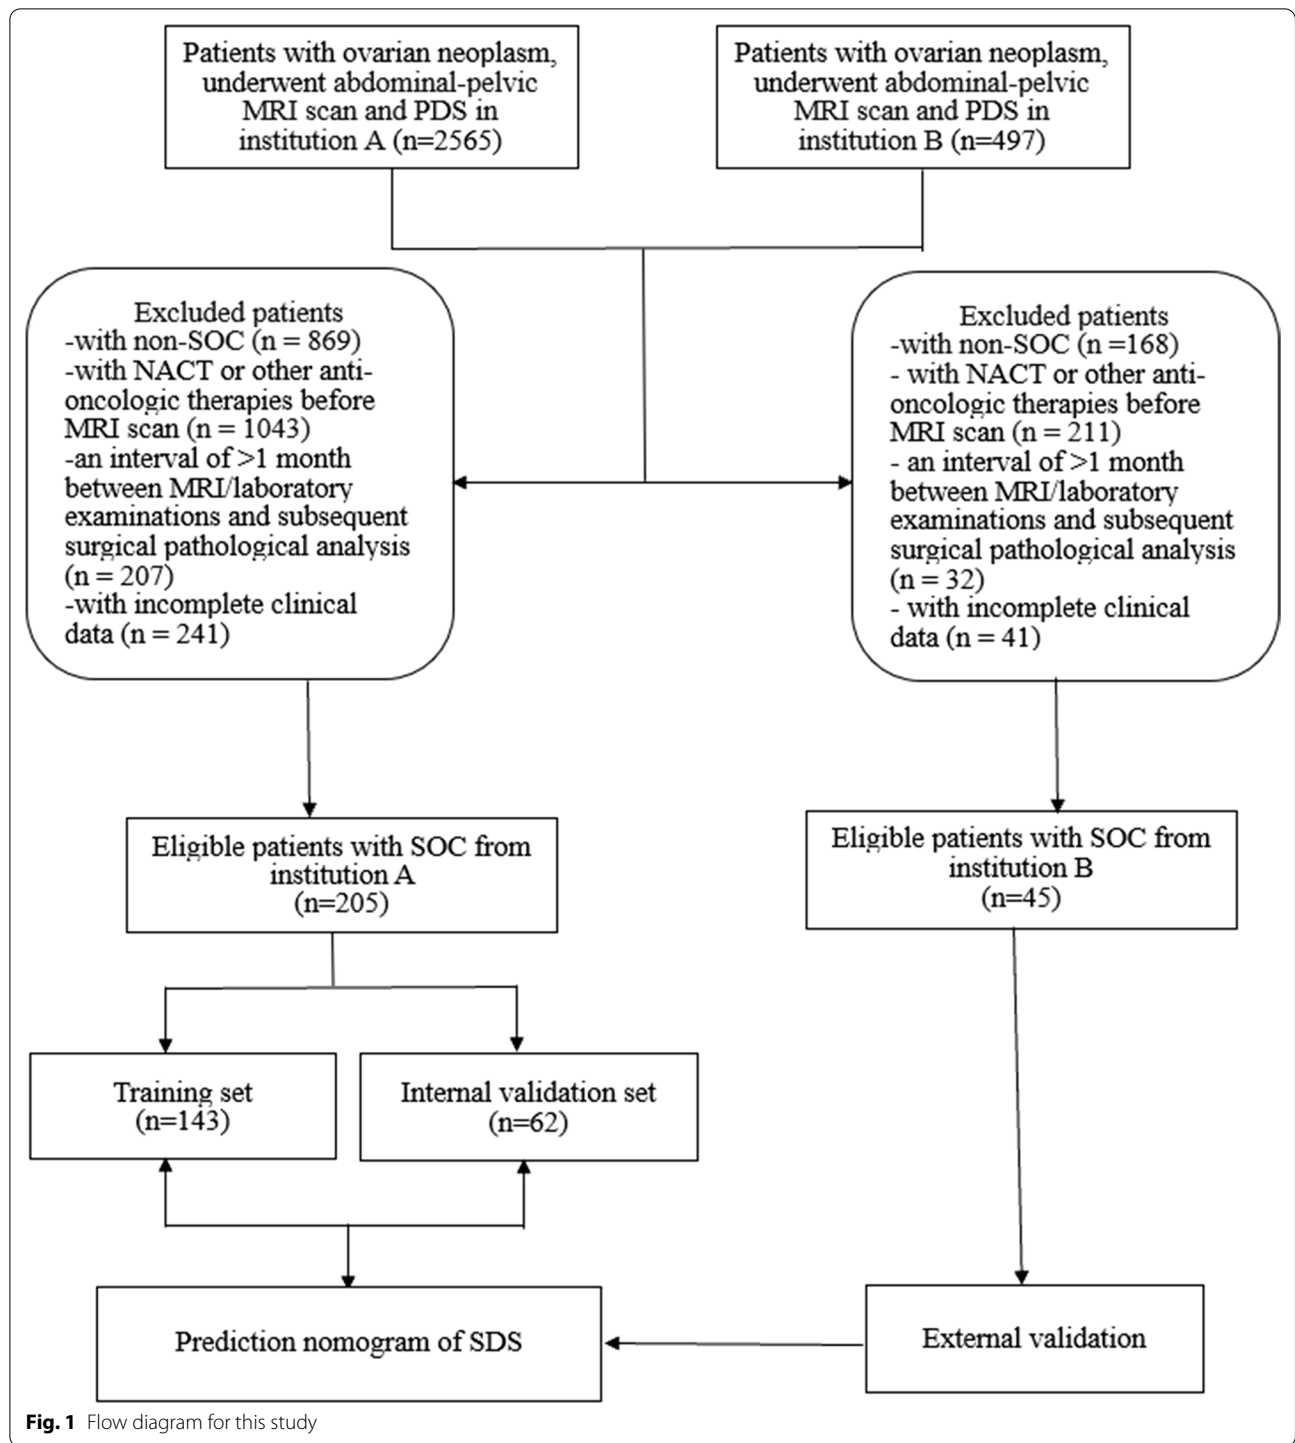 Patients with ovarian neoplasm,
underwent abdominal-pelvic
MRI scan and PDS in
institution A (n=2565)
Patients with ovarian neoplasm,
underwent abdominal-pelvic
MRI scan and PDS in
institution B (n=497)
Excluded patients
-with non-SOC (n = 869)
-with NACT or other anti-
oncologic therapies before
MRI scan (n = 1043)
-an interval of >1 month
between MRI/laboratory
examinations and subsequent
surgical pathological analysis
(n = 207)
-with incomplete clinical
data (n = 241)
Excluded patients
-with non-SOC (n =168)
- with NACT or other anti-
oncologic therapies before
MRI scan (n = 211)
- an interval of >1 month
between MRI/laboratory
examinations and subsequent
surgical pathological analysis
(n = 32)
- with incomplete clinical
data (n = 41)
Eligible patients with SOC from
institution A
(n=205)
Eligible patients with SOC from
institution B
(n=45)
Training set
(n=143)
Internal validation set
(n=62)
Prediction nomogram of SDS
External validation
Fig. 1 Flow diagram for this study